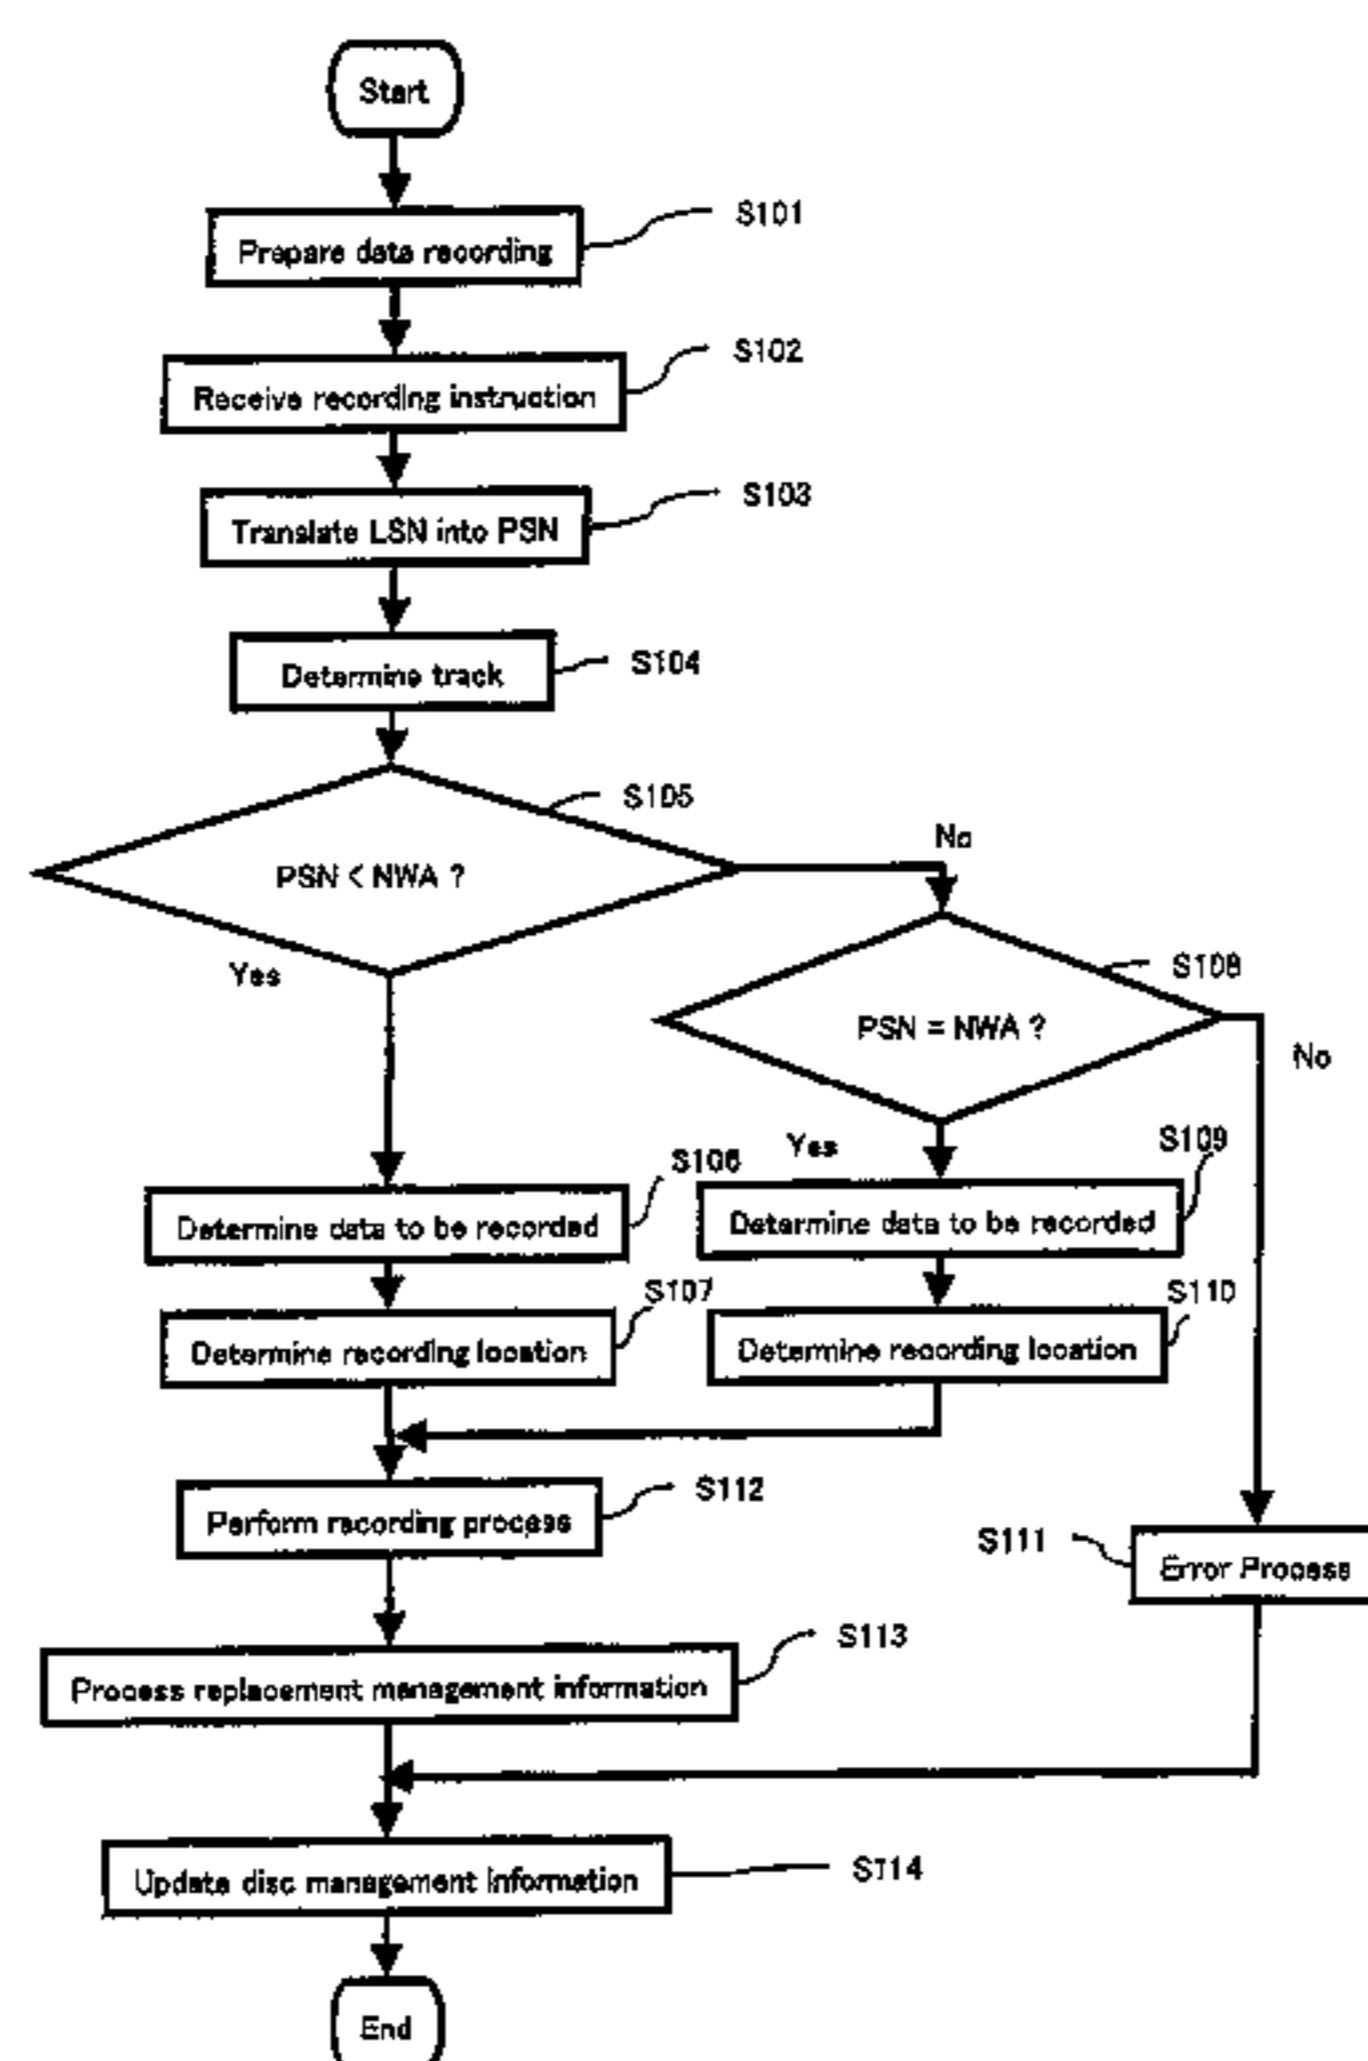 Start
S101
Prepare data recording
S102
Receive recording instruction
S103
Translate LSN into PSN
S104
Determine track
S105
PSN < NWA ?
No
Yes
S108
PSN = NWA ?
No
Yes
S106
Determine data to be recorded
S109
Determine data to be recorded
S107
Determine recording location
S110
Determine recording location
S112
Perform recording process
S111
Error Process
S113
Process replacement management information
S114
Update disc management information
End